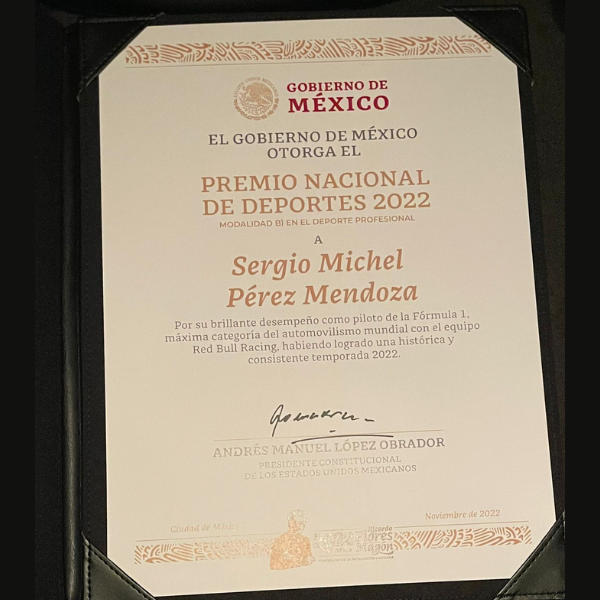 GOBIERNO DE
MÉXICO
EL GOBIERNO DE MÉXICO
OTORGA EL
PREMIO NACIONAL
DE DEPORTES 2022
MODALIDAD B) EN EL DEPORTE PROFESIONAL
A
Sergio Michel
Pérez Mendoza
Por su brillante desempeño como piloto de la Fórmula 1,
máxima categoría del automovilismo mundial con el equipo
Red Bull Racing, habiendo logrado una histórica y
consistente temporada 2022.
ANDRÉS MANUEL LÓPEZ OBRADOR
PRESIDENTE CONSTITUCIONAL
DE LOS ESTADOS UNIDOS MEXICANOS
Ciudad de México
Noviembre de 2022
Ricardo
Flores
Magón